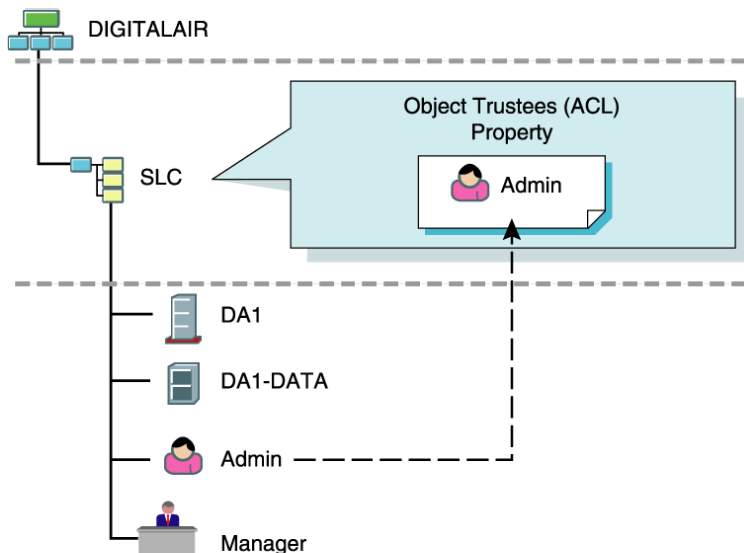 DIGITALAIR
Object Trustees (ACL)
Property
Admin
SLC
DA1
DA1-DATA
Admin
Manager